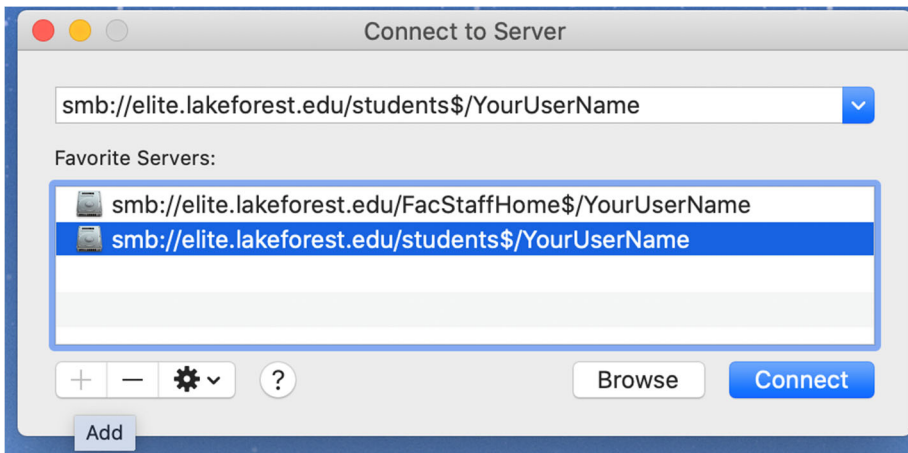 Connect to Server
smb://elite.lakeforest.edu/students$/YourUserName
Favorite Servers:
smb://elite.lakeforest.edu/FacStaffHome$/YourUserName
smb://elite.lakeforest.edu/students$/YourUserName
+ − ? Browse Connect
Add